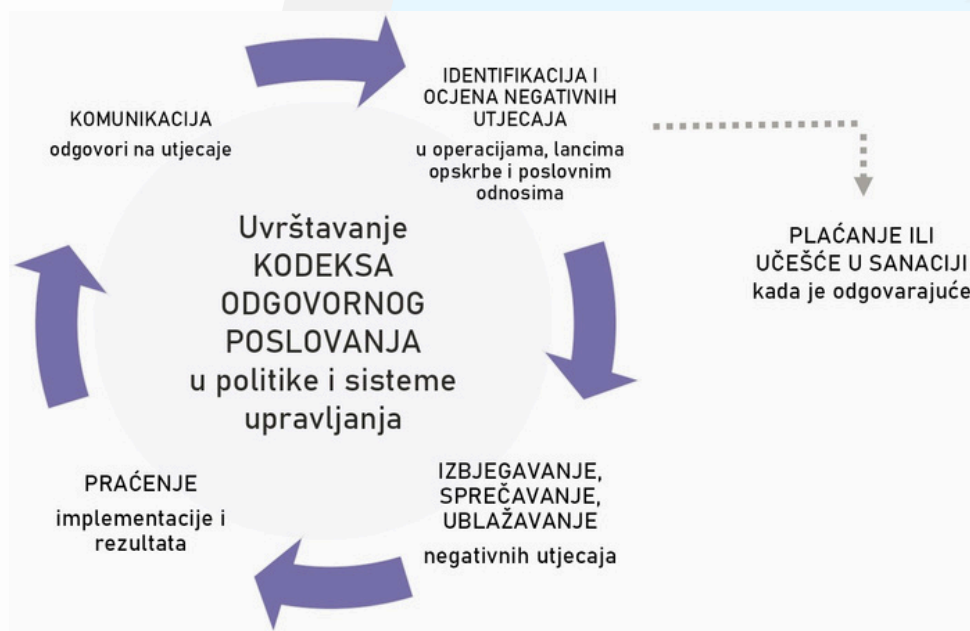 KOMUNIKACIJA
odgovori na utjecaje
IDENTIFIKACIJA I
OCJENA NEGATIVNIH
UTJECAJA
u operacijama, lancima
opskrbe i poslovnim
odnosima
PLAĆANJE ILI
UČEŠĆE U SANACIJI
kada je odgovarajuće
Uvrštavanje
KODEKSA
ODGOVORNOG
POSLOVANJA
u politike i sisteme
upravljanja
IZBJEGAVANJE,
SPREČAVANJE,
UBLAŽAVANJE
negativnih utjecaja
PRAĆENJE
implementacije i
rezultata